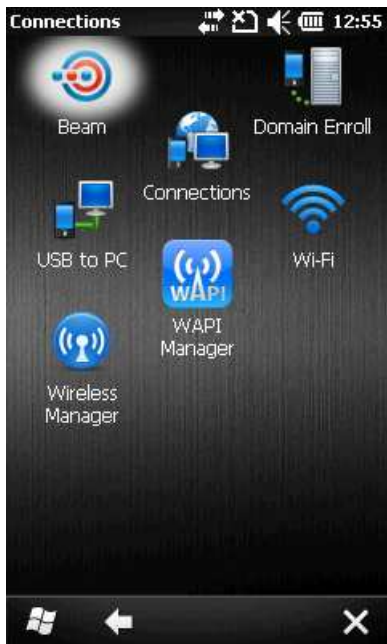 Connections 12:55
Beam
Domain Enroll
Connections
USB to PC
Wi-Fi
WAPI
WAPI
Manager
Wireless
Manager